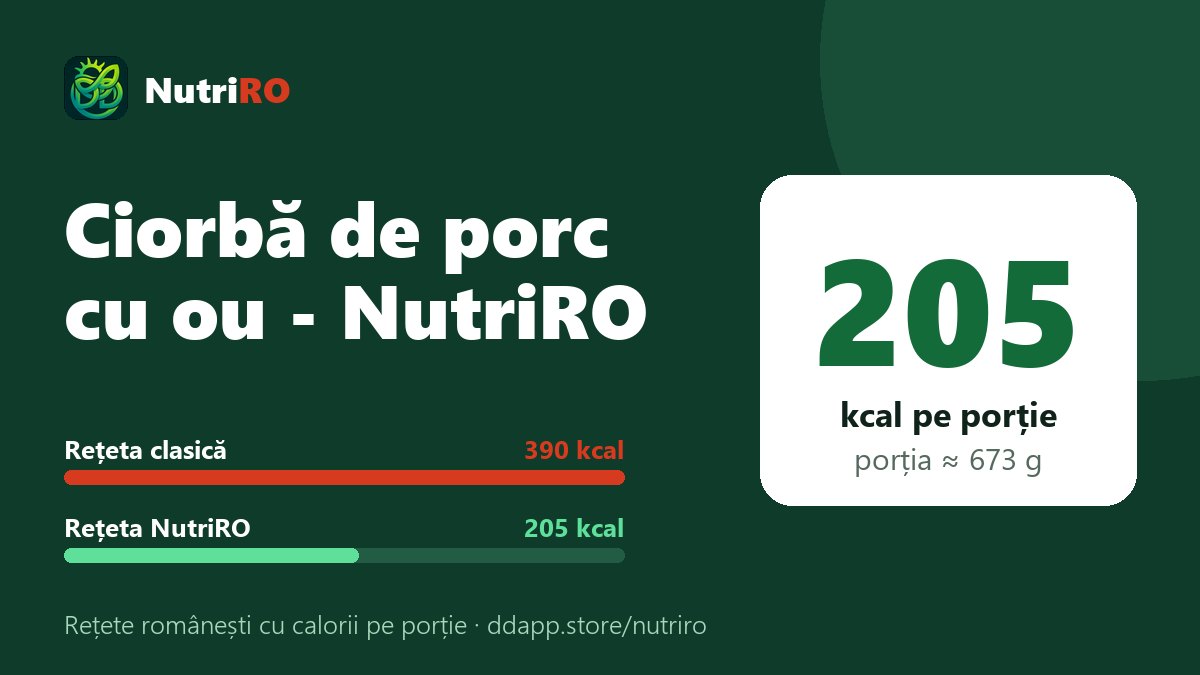 NutriRO
Ciorbă de porc
cu ou - NutriRO
205
kcal pe porție
porția ≈ 673 g
Rețeta clasică 390 kcal
Rețeta NutriRO 205 kcal
Rețete românești cu calorii pe porție · ddapp.store/nutriro